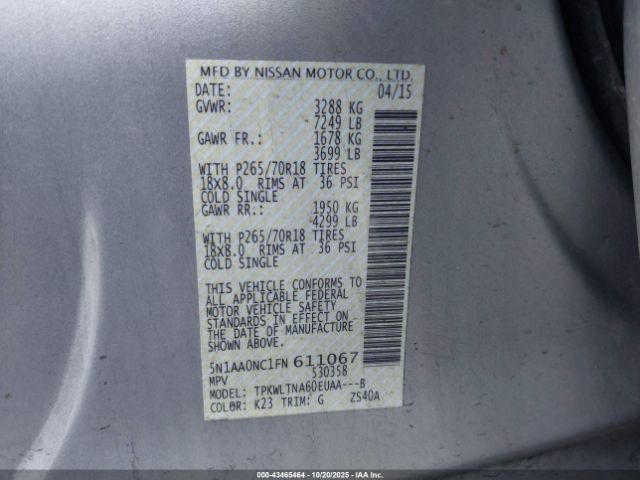 MFD BY NISSAN MOTOR CO., LTD.
DATE: 04/15
GVWR: 3288 KG
7249 LB
GAWR FR.: 1678 KG
3699 LB
WITH P265/70R18 TIRES
18x8.0 RIMS AT 36 PSI
COLD SINGLE
GAWR RR.: 1950 KG
4299 LB
WITH P265/70R18 TIRES
18x8.0 RIMS AT 36 PSI
COLD SINGLE
THIS VEHICLE CONFORMS TO
ALL APPLICABLE FEDERAL
MOTOR VEHICLE SAFETY
STANDARDS IN EFFECT ON
THE DATE OF MANUFACTURE
SHOWN ABOVE.
5N1AA0NC1FN 611067
MPV 530358
MODEL: TPKWLTNA60EUAA---B
COLOR: K23 TRIM: G ZS40A
000-43465464 | 10/20/2025 | IAA, Inc.